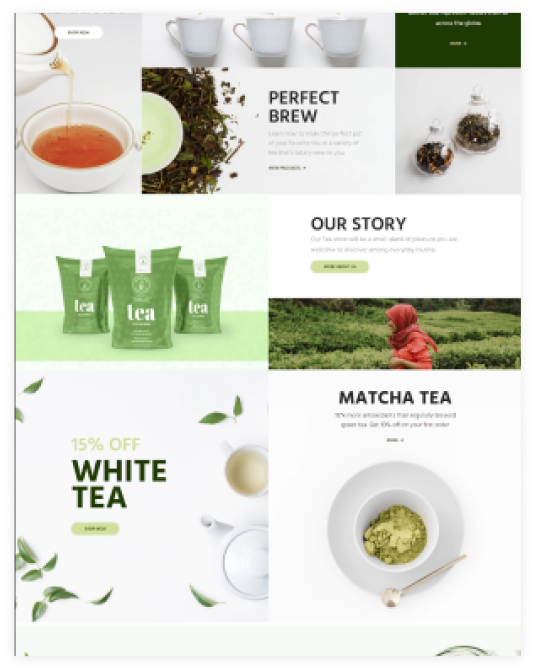 SHOP NOW
across the globe.
MORE
PERFECT
BREW
Learn how to make the perfect pot
of your favorite tea or a variety of
tea that's totally new to you.
VIEW PRODUCTS
tea
tea
tea
OUR STORY
Our Tea store will be a small island of pleasure you are
welcome to discover among everyday routine.
MORE ABOUT US
15% OFF
WHITE
TEA
SHOP NOW
MATCHA TEA
more antioxidants than regularly brewed
green tea. Get 10% off on your first order
MORE